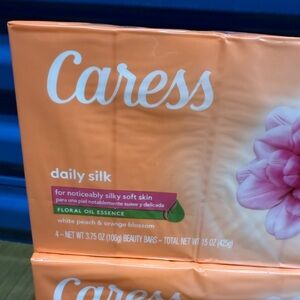 Caress
daily silk
for noticeably silky soft skin
para una piel notablemente suave y delicada
FLORAL OIL ESSENCE
white peach & orange blossom
4 – NET WT 3.75 OZ (106g) BEAUTY BARS – TOTAL NET WT 15 OZ (425g)
Caress